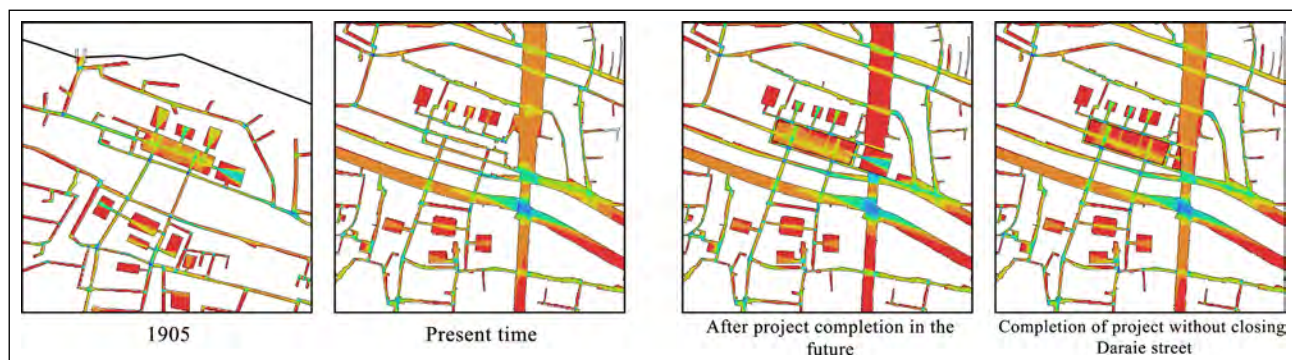 1905
Present time
After project completion in the
future
Completion of project without closing
Daraie street